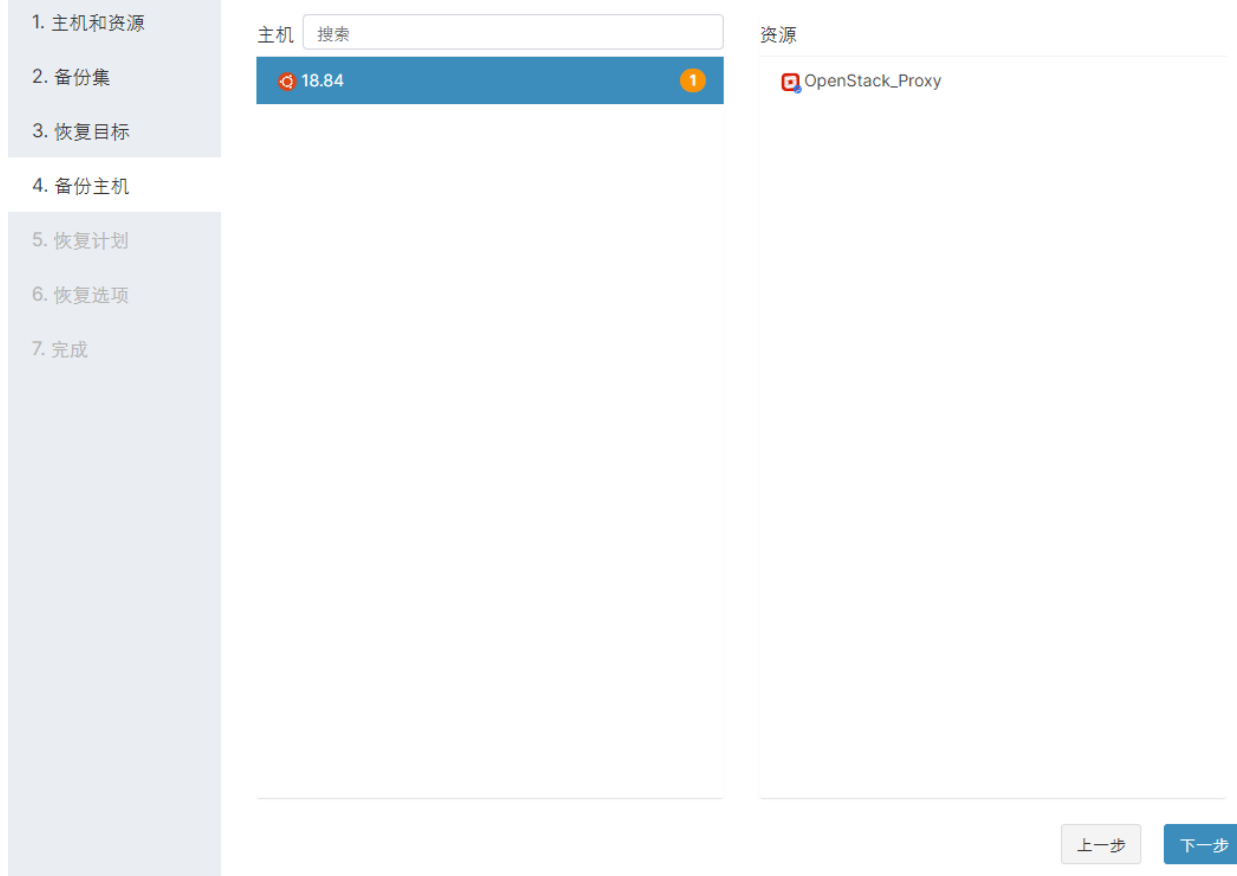 1. 主机和资源
2. 备份集
3. 恢复目标
4. 备份主机
5. 恢复计划
6. 恢复选项
7. 完成
主机 搜索
18.84 1
资源
OpenStack_Proxy
上一步 下一步